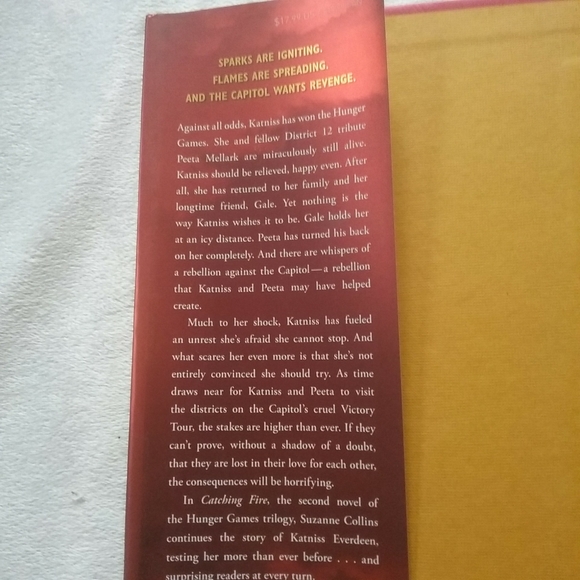 $17.99
SPARKS ARE IGNITING.
FLAMES ARE SPREADING.
AND THE CAPITOL WANTS REVENGE.
Against all odds, Katniss has won the Hunger
Games. She and fellow District 12 tribute
Peeta Mellark are miraculously still alive.
Katniss should be relieved, happy even. After
all, she has returned to her family and her
longtime friend, Gale. Yet nothing is the
way Katniss wishes it to be. Gale holds her
at an icy distance. Peeta has turned his back
on her completely. And there are whispers of
a rebellion against the Capitol—a rebellion
that Katniss and Peeta may have helped
create.
Much to her shock, Katniss has fueled
an unrest she's afraid she cannot stop. And
what scares her even more is that she's not
entirely convinced she should try. As time
draws near for Katniss and Peeta to visit
the districts on the Capitol's cruel Victory
Tour, the stakes are higher than ever. If they
can't prove, without a shadow of a doubt,
that they are lost in their love for each other,
the consequences will be horrifying.
In Catching Fire, the second novel of
the Hunger Games trilogy, Suzanne Collins
continues the story of Katniss Everdeen,
testing her more than ever before . . . and
surprising readers at every turn.